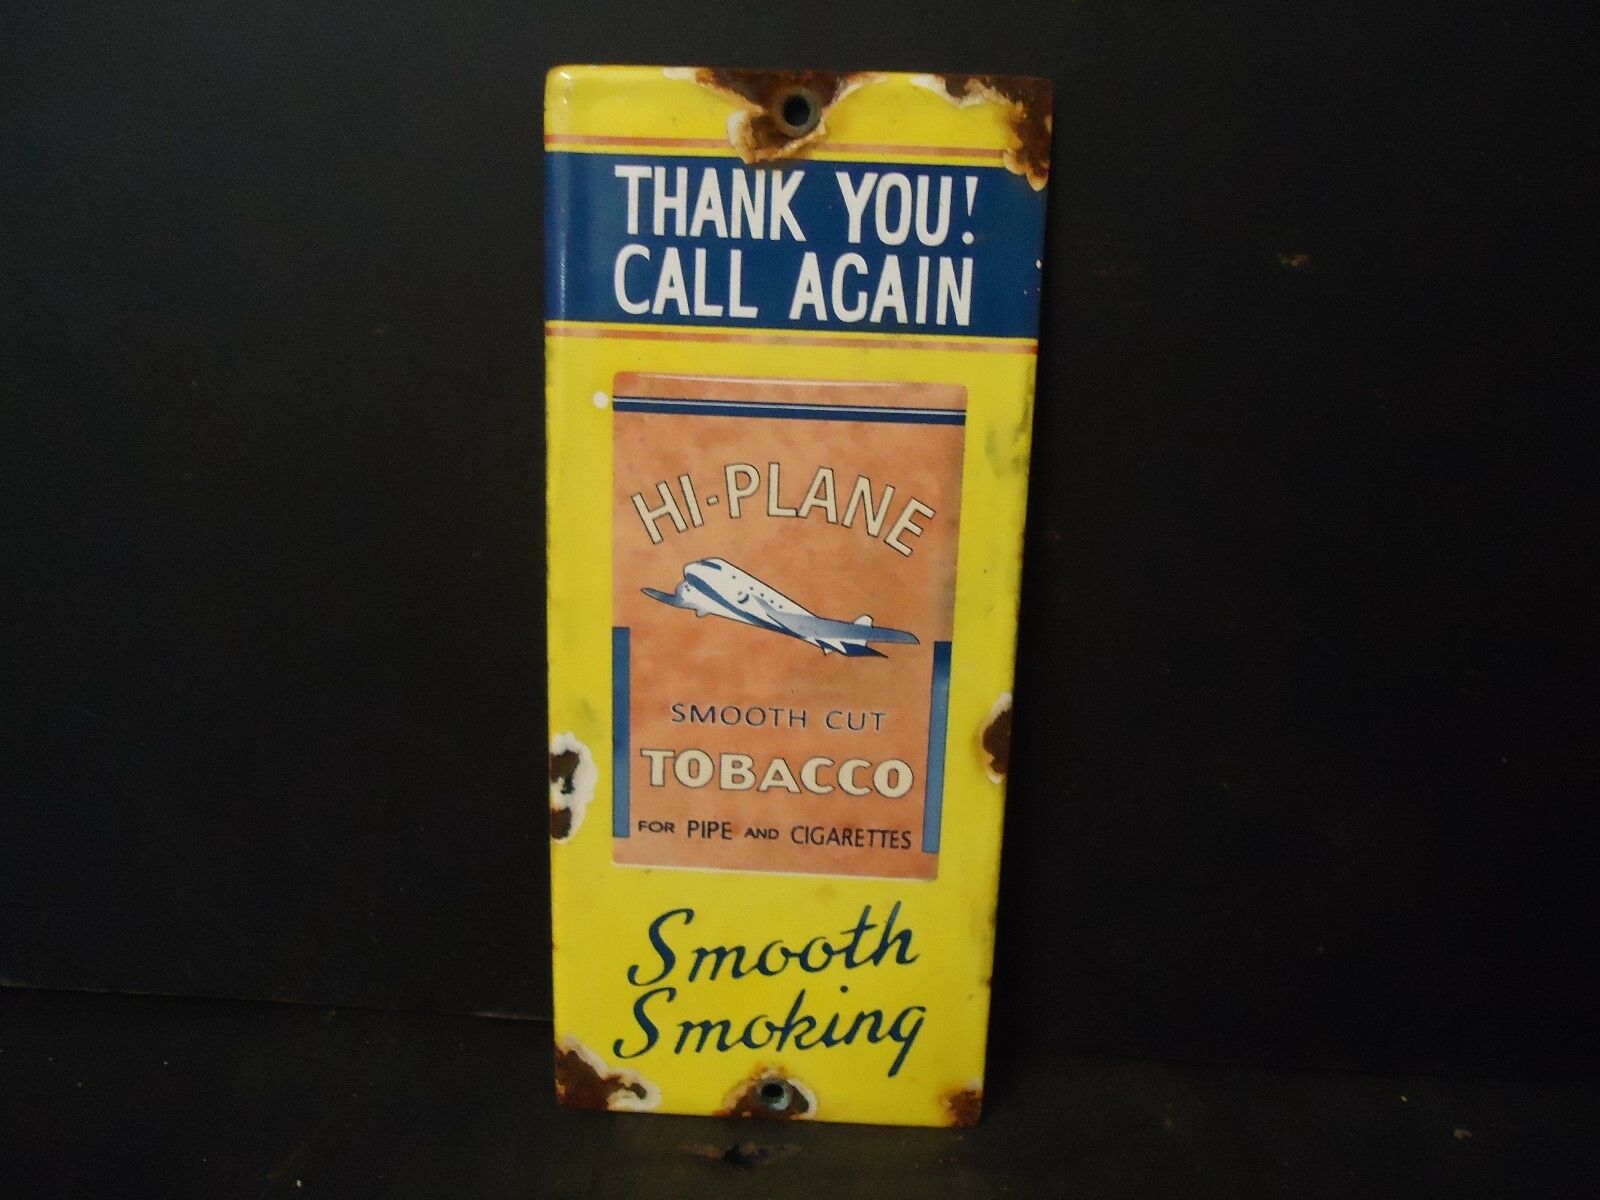 THANK YOU!
CALL AGAIN
HI-PLANE
SMOOTH CUT
TOBACCO
FOR PIPE AND CIGARETTES
Smooth
Smoking